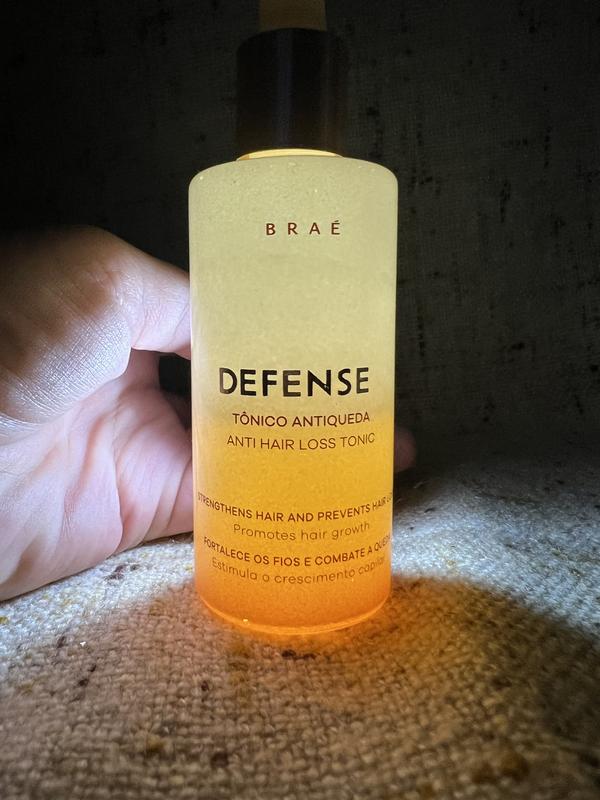 BRAÉ
DEFENSE
TÔNICO ANTIQUEDA
ANTI HAIR LOSS TONIC
STRENGTHENS HAIR AND PREVENTS HAIR
Promotes hair growth
FORTALECE OS FIOS E COMBATE A QUEDA
Estimula o crescimento capilar